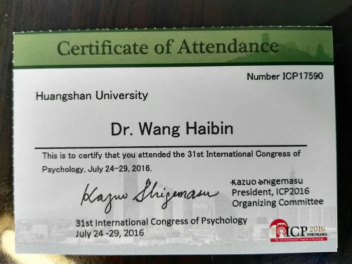 Certificate of Attendance
Number ICP17590
Huangshan University
Dr. Wang Haibin
This is to certify that you attended the 31st International Congress of
Psychology, July 24-29, 2016.
Kazuo Shigemasu
Kazuo Shigemasu
President, ICP2016
Organizing Committee
31st International Congress of Psychology
July 24 -29, 2016
ICP2016
YOKOHAMA